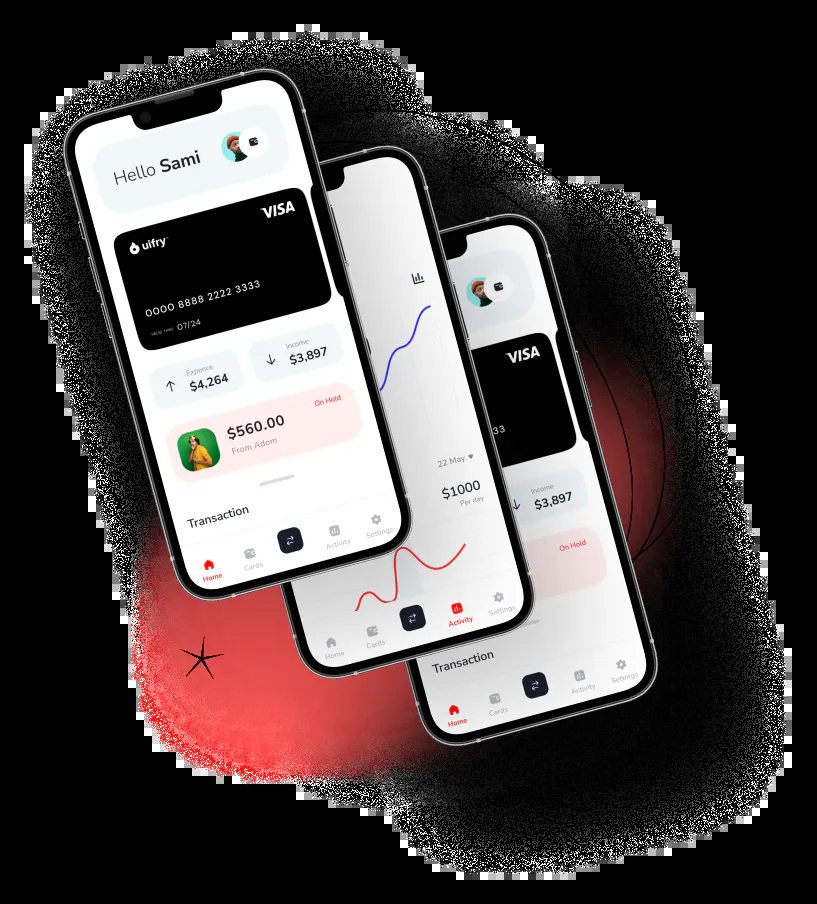 Hello Sami
VISA
uifry
0000 8888 2222 3333
VALID THRU 07/24
Expence
$4,264
Income
$3,897
On Hold
$560.00
From Adom
Transaction
Home
Cards
Activity
Settings
22 May
$1000
Per day
Home
Cards
Activity
Settings
VISA
33
Income
$3,897
On Hold
Transaction
Home
Cards
Activity
Settings